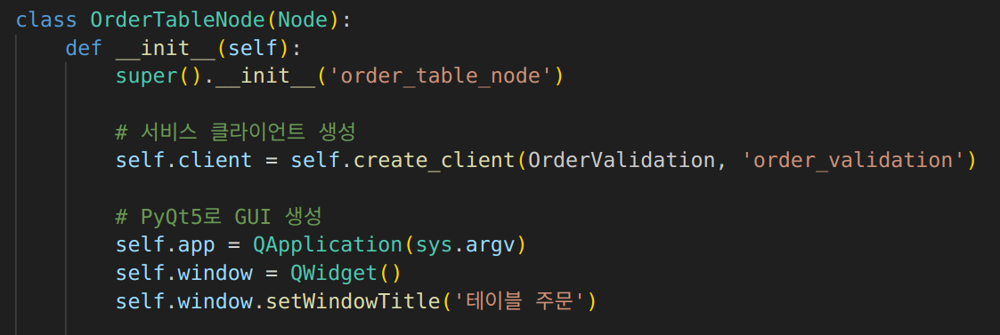 class OrderTableNode(Node):
def __init__(self):
super().__init__('order_table_node')
# 서비스 클라이언트 생성
self.client = self.create_client(OrderValidation, 'order_validation')
# PyQt5로 GUI 생성
self.app = QApplication(sys.argv)
self.window = QWidget()
self.window.setWindowTitle('테이블 주문')